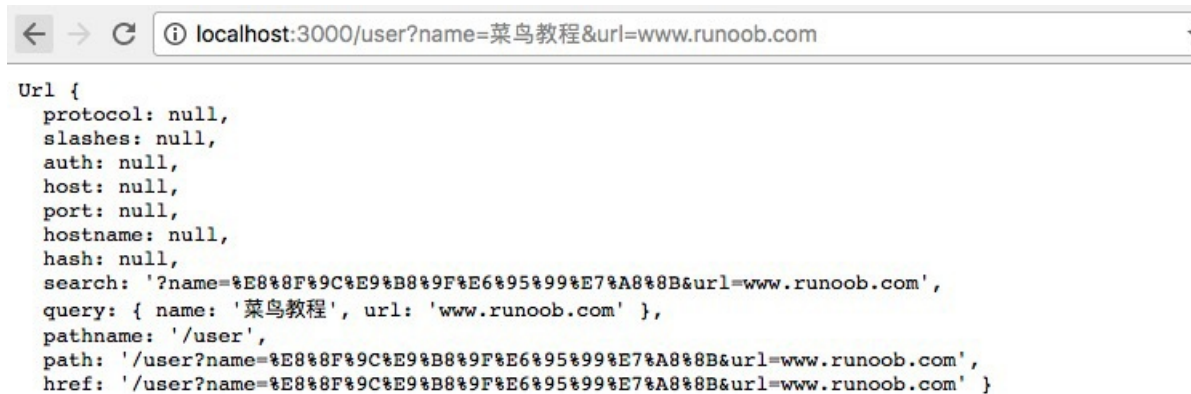 localhost:3000/user?name=菜鸟教程&url=www.runoob.com
Url {
  protocol: null,
  slashes: null,
  auth: null,
  host: null,
  port: null,
  hostname: null,
  hash: null,
  search: '?name=%E8%8F%9C%E9%B8%9F%E6%95%99%E7%A8%8B&url=www.runoob.com',
  query: { name: '菜鸟教程', url: 'www.runoob.com' },
  pathname: '/user',
  path: '/user?name=%E8%8F%9C%E9%B8%9F%E6%95%99%E7%A8%8B&url=www.runoob.com',
  href: '/user?name=%E8%8F%9C%E9%B8%9F%E6%95%99%E7%A8%8B&url=www.runoob.com' }